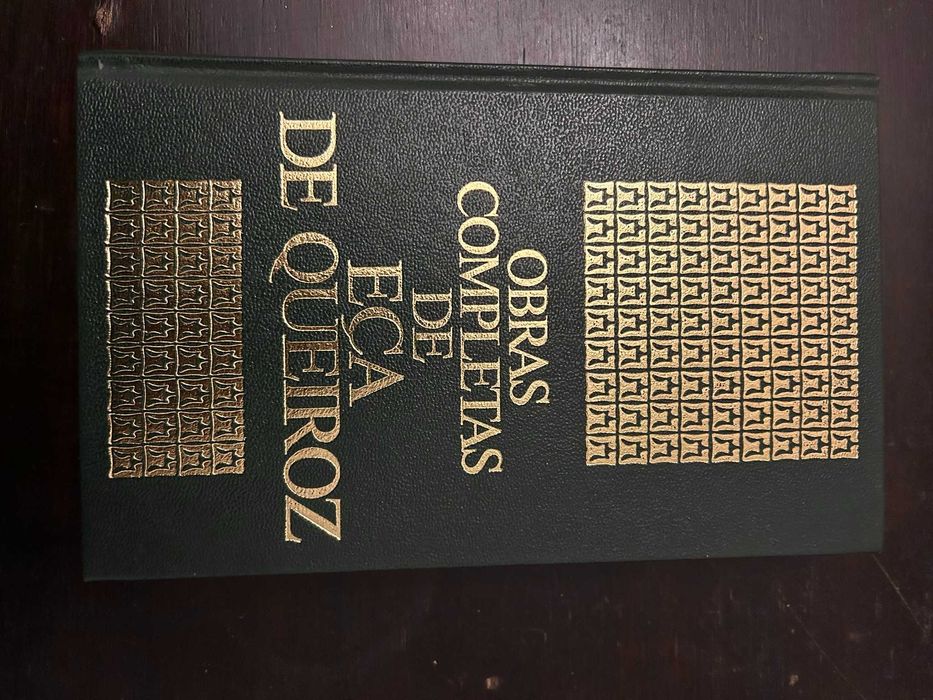 OBRAS
COMPLETAS
DE
EÇA
DE QUEIROZ